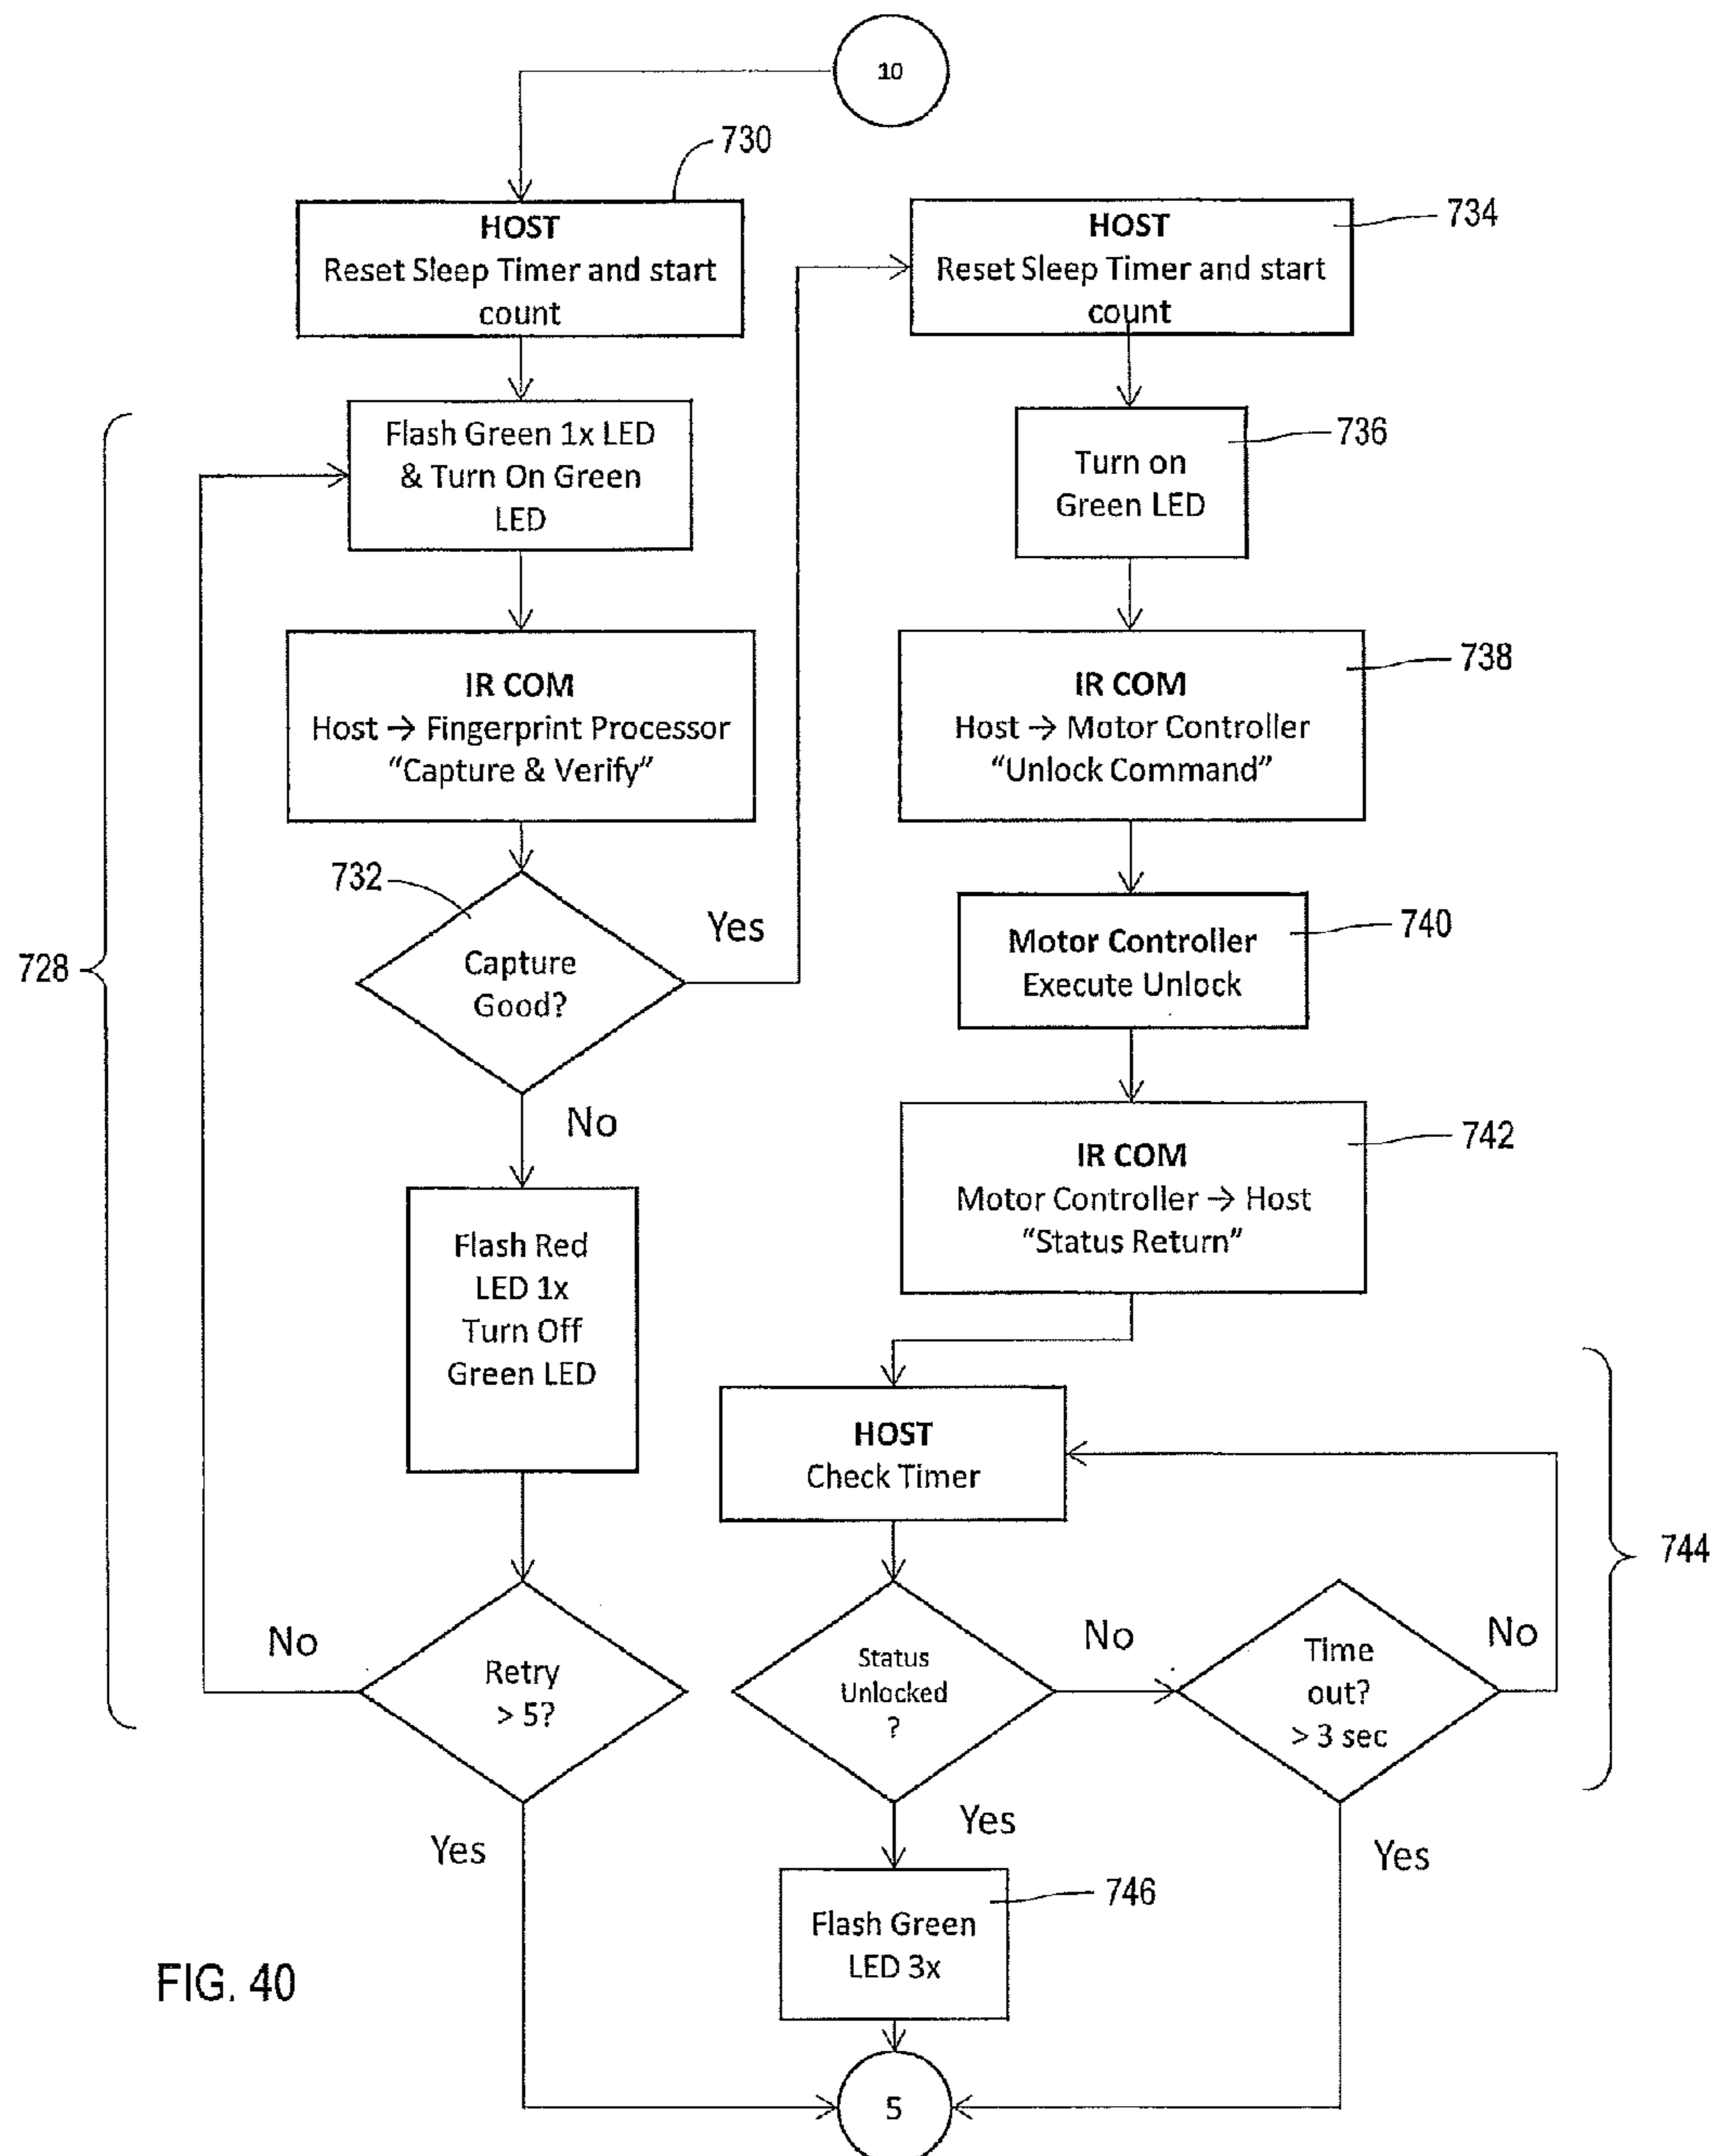 10
730
HOST
Reset Sleep Timer and start
count
728
Flash Green 1x LED
& Turn On Green
LED
IR COM
Host → Fingerprint Processor
“Capture & Verify”
732
Capture
Good?
Yes
No
Flash Red
LED 1x
Turn Off
Green LED
Retry
> 5?
No
Yes
734
HOST
Reset Sleep Timer and start
count
736
Turn on
Green LED
738
IR COM
Host → Motor Controller
“Unlock Command”
740
Motor Controller
Execute Unlock
742
IR COM
Motor Controller → Host
“Status Return”
744
HOST
Check Timer
Status
Unlocked
?
No
Time
out?
> 3 sec
No
Yes
Yes
746
Flash Green
LED 3x
5
FIG. 40